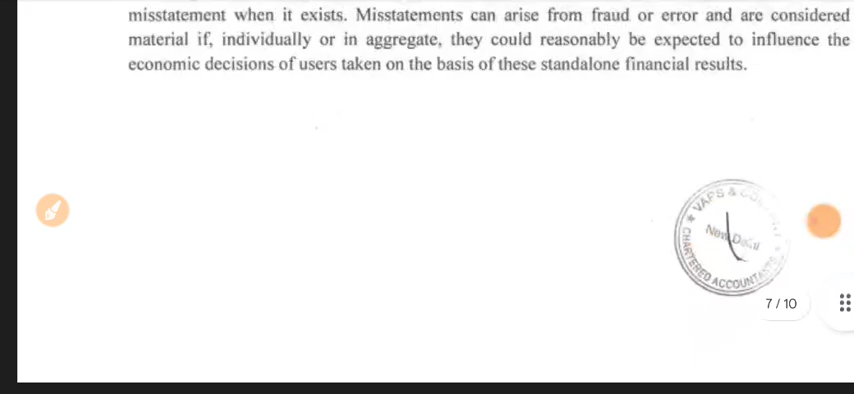 misstatement when it exists. Misstatements can arise from fraud or error and are considered
material if, individually or in aggregate, they could reasonably be expected to influence the
economic decisions of users taken on the basis of these standalone financial results.
VAPS & CO
New Delhi
CHARTERED ACCOUNTANTS
7 / 10